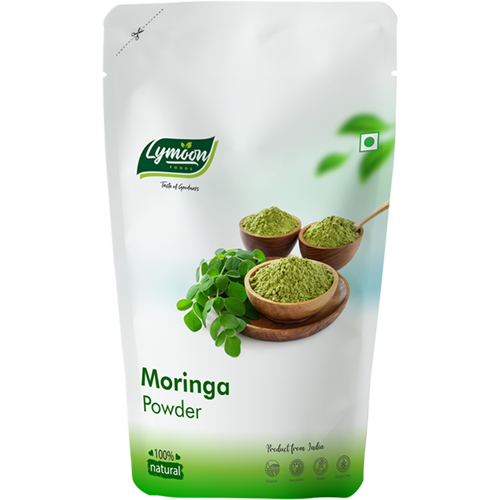 Lymoon
FOODS
Taste of Goodness
Moringa
Powder
100%
natural
Product from India